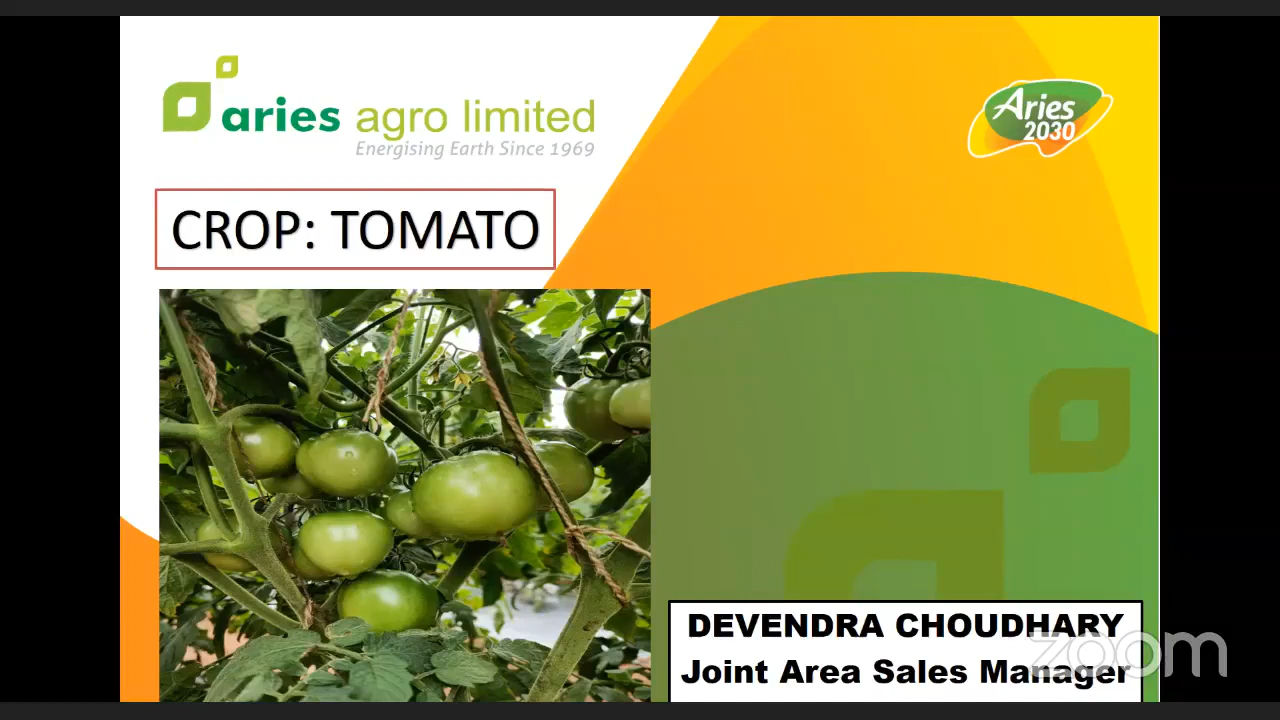 aries agro limited
Energising Earth Since 1969
Aries
2030
CROP: TOMATO
DEVENDRA CHOUDHARY
Joint Area Sales Manager
zoom